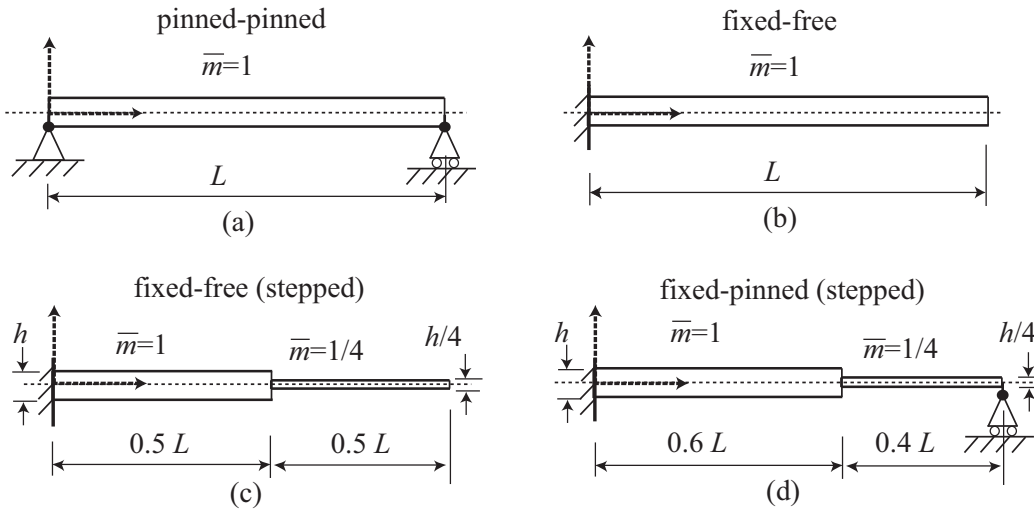 pinned-pinned
m̅=1
L
(a)
fixed-free
m̅=1
L
(b)
fixed-free (stepped)
h
m̅=1
m̅=1/4
h/4
0.5 L
0.5 L
(c)
fixed-pinned (stepped)
h
m̅=1
m̅=1/4
h/4
0.6 L
0.4 L
(d)